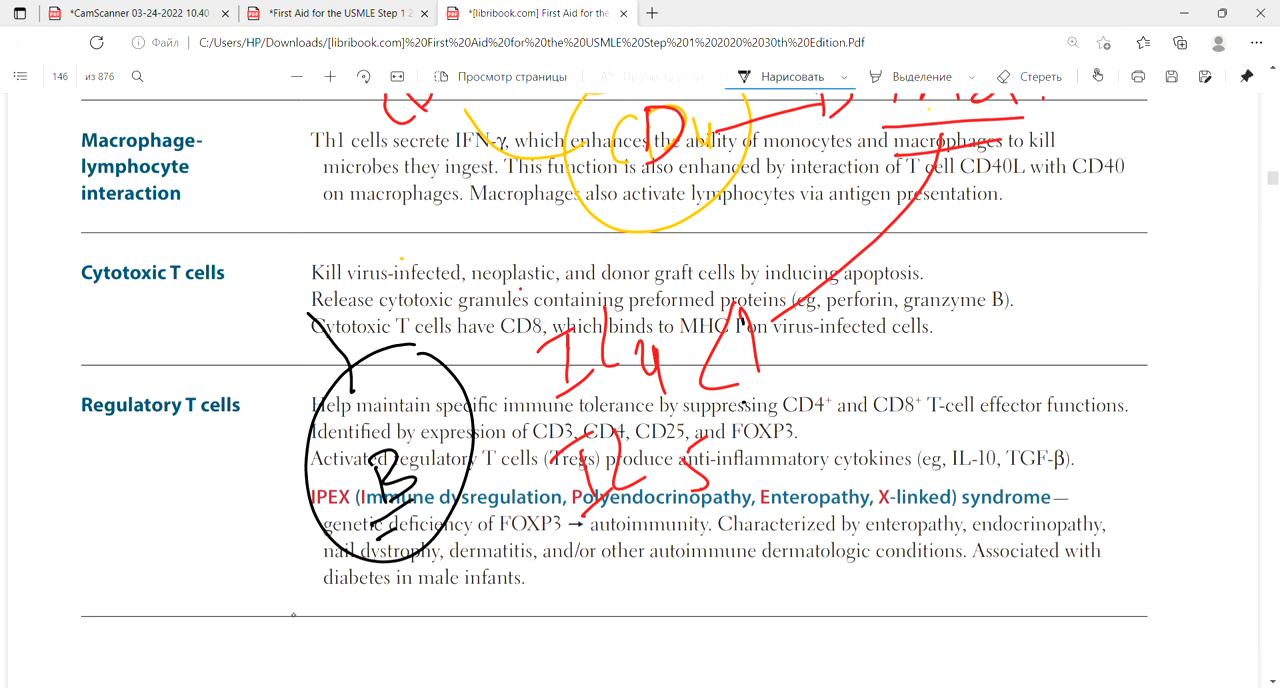 *CamScanner 03-24-2022 10.40
*First Aid for the USMLE Step 1 2
*[libribook.com] First Aid for the
Файл C:/Users/HP/Downloads/[libribook.com]%20First%20Aid%20for%20the%20USMLE%20Step%201%202020%2030th%20Edition.Pdf
146 из 876 Просмотр страницы Нарисовать Выделение Стереть
CD4
Macrophage-
lymphocyte
interaction
Th1 cells secrete IFN-γ, which enhances the ability of monocytes and macrophages to kill
microbes they ingest. This function is also enhanced by interaction of T cell CD40L with CD40
on macrophages. Macrophages also activate lymphocytes via antigen presentation.
Cytotoxic T cells
Kill virus-infected, neoplastic, and donor graft cells by inducing apoptosis.
Release cytotoxic granules containing preformed proteins (eg, perforin, granzyme B).
Cytotoxic T cells have CD8, which binds to MHC I on virus-infected cells.
IL4
Regulatory T cells
Help maintain specific immune tolerance by suppressing CD4+ and CD8+ T-cell effector functions.
Identified by expression of CD3, CD4, CD25, and FOXP3.
Activated regulatory T cells (Tregs) produce anti-inflammatory cytokines (eg, IL-10, TGF-β).
B
IL5
IPEX (Immune dysregulation, Polyendocrinopathy, Enteropathy, X-linked) syndrome—
genetic deficiency of FOXP3 → autoimmunity. Characterized by enteropathy, endocrinopathy,
nail dystrophy, dermatitis, and/or other autoimmune dermatologic conditions. Associated with
diabetes in male infants.